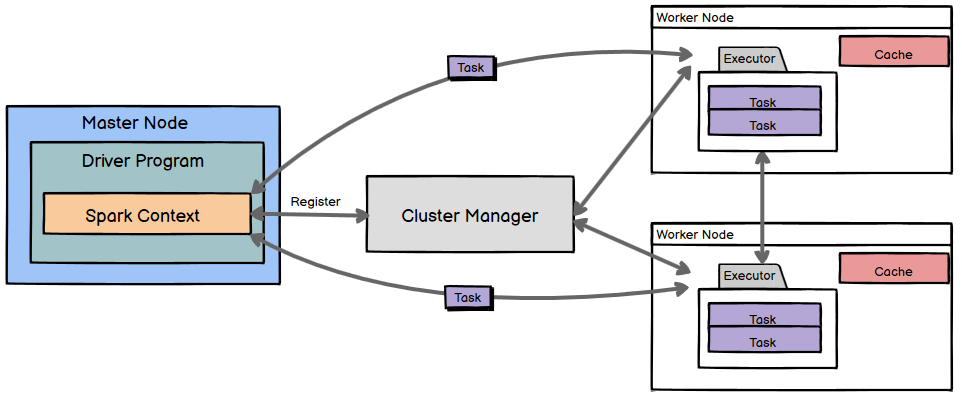 Master Node
Driver Program
Spark Context
Register
Task
Task
Cluster Manager
Worker Node
Executor
Cache
Task
Task
Worker Node
Executor
Cache
Task
Task